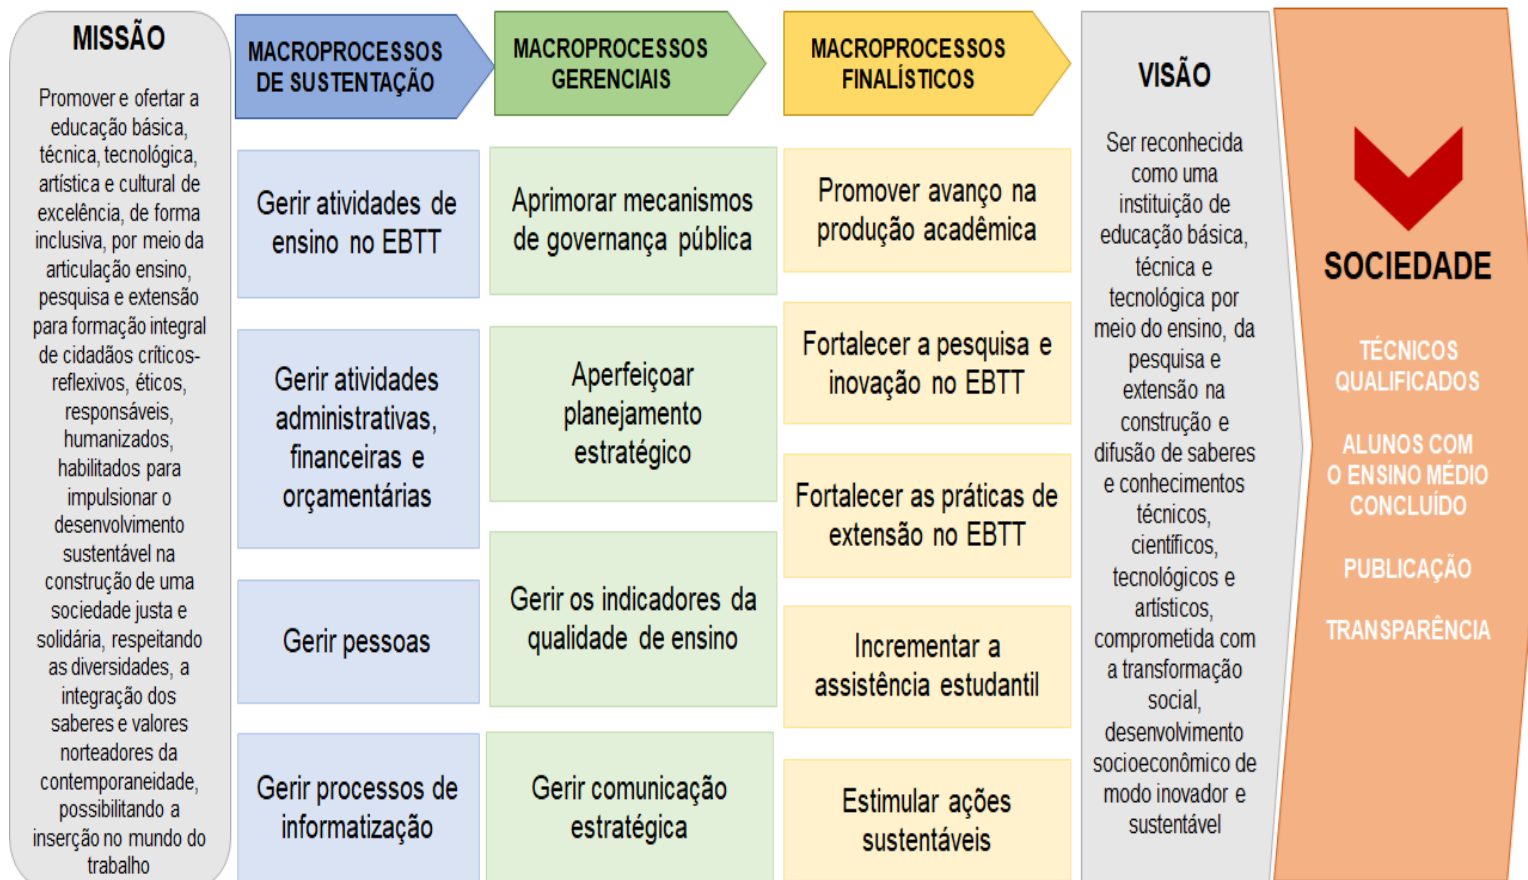 MISSÃO
Promover e ofertar a
educação básica,
técnica, tecnológica,
artística e cultural de
excelência, de forma
inclusiva, por meio da
articulação ensino,
pesquisa e extensão
para formação integral
de cidadãos críticos-
reflexivos, éticos,
responsáveis,
humanizados,
habilitados para
impulsionar o
desenvolvimento
sustentável na
construção de uma
sociedade justa e
solidária, respeitando
as diversidades, a
integração dos
saberes e valores
norteadores da
contemporaneidade,
possibilitando a
inserção no mundo do
trabalho
MACROPROCESSOS
DE SUSTENTAÇÃO
Gerir atividades de
ensino no EBTT
Gerir atividades
administrativas,
financeiras e
orçamentárias
Gerir pessoas
Gerir processos de
informatização
MACROPROCESSOS
GERENCIAIS
Aprimorar mecanismos
de governança pública
Aperfeiçoar
planejamento
estratégico
Gerir os indicadores da
qualidade de ensino
Gerir comunicação
estratégica
MACROPROCESSOS
FINALÍSTICOS
Promover avanço na
produção acadêmica
Fortalecer a pesquisa e
inovação no EBTT
Fortalecer as práticas de
extensão no EBTT
Incrementar a
assistência estudantil
Estimular ações
sustentáveis
VISÃO
Ser reconhecida
como uma
instituição de
educação básica,
técnica e
tecnológica por
meio do ensino, da
pesquisa e
extensão na
construção e
difusão de saberes
e conhecimentos
técnicos,
científicos,
tecnológicos e
artísticos,
comprometida com
a transformação
social,
desenvolvimento
socioeconômico de
modo inovador e
sustentável
SOCIEDADE
TÉCNICOS
QUALIFICADOS
ALUNOS COM
O ENSINO MÉDIO
CONCLUÍDO
PUBLICAÇÃO
TRANSPARÊNCIA